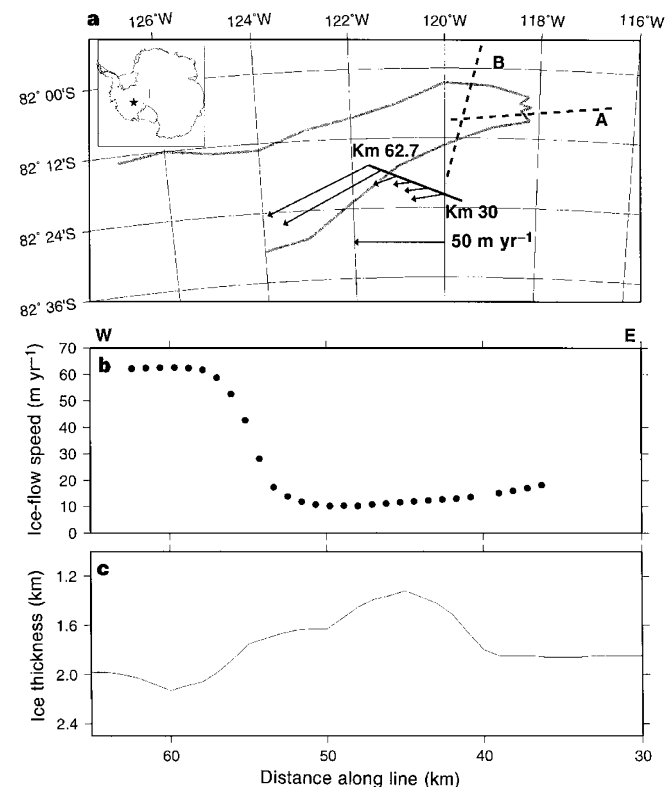 a
126°W 124°W 122°W 120°W 118°W 116°W
82° 00'S
82° 12'S
82° 24'S
82° 36'S
B
A
Km 62.7
Km 30
50 m yr⁻¹
W E
b
Ice-flow speed (m yr⁻¹)
70
60
50
40
30
20
10
0
c
Ice thickness (km)
1.2
1.6
2.0
2.4
60 50 40 30
Distance along line (km)